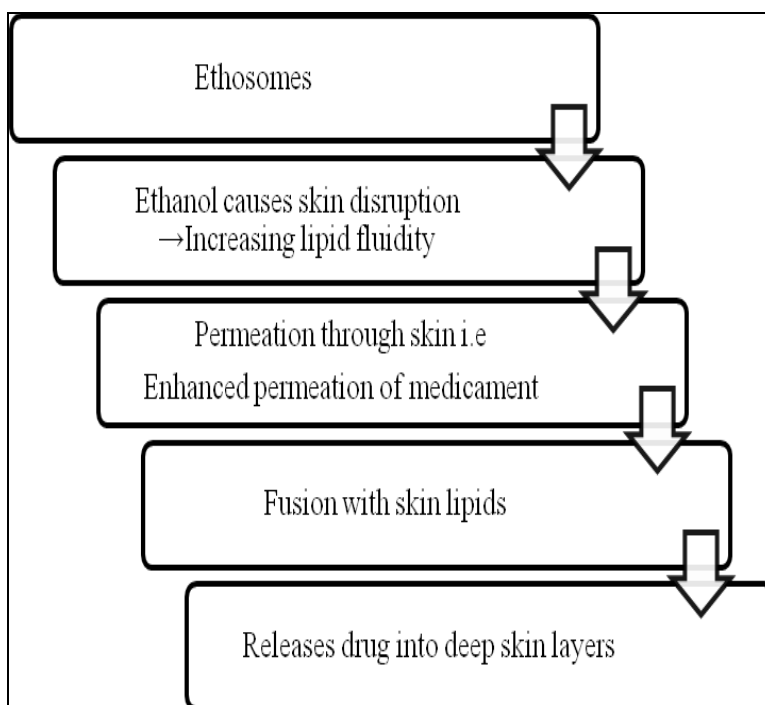 Ethosomes
Ethanol causes skin disruption
→Increasing lipid fluidity
Permeation through skin i.e
Enhanced permeation of medicament
Fusion with skin lipids
Releases drug into deep skin layers